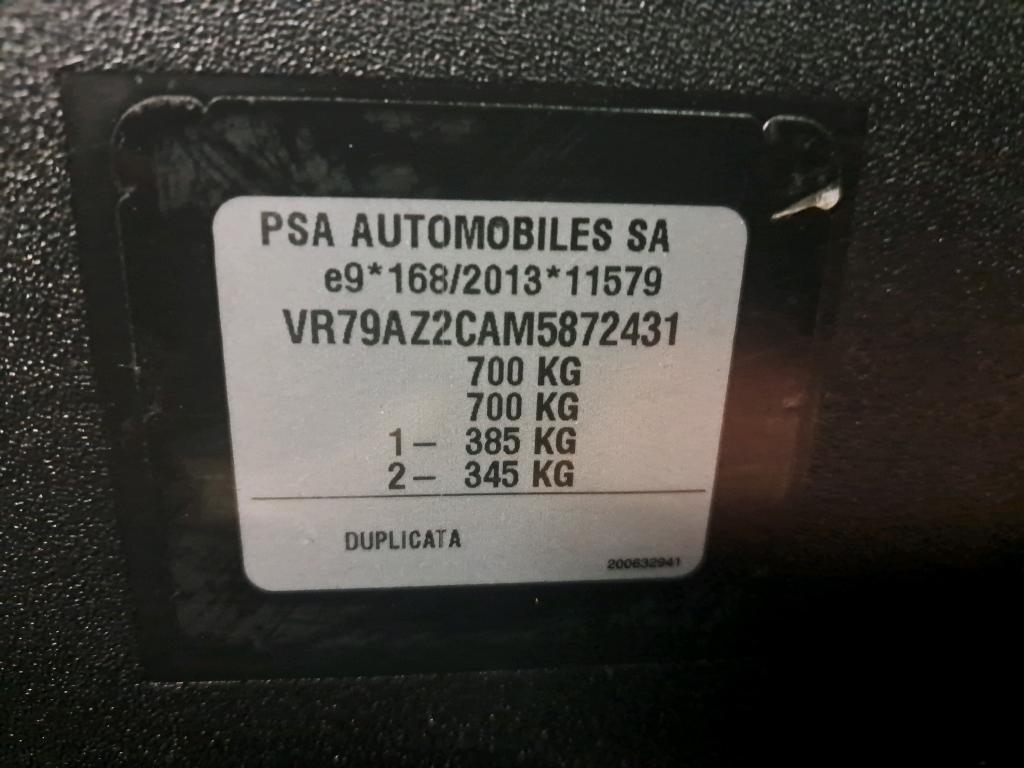 PSA AUTOMOBILES SA
e9*168/2013*11579
VR79AZ2CAM5872431
700 KG
700 KG
1- 385 KG
2- 345 KG
DUPLICATA
200632941